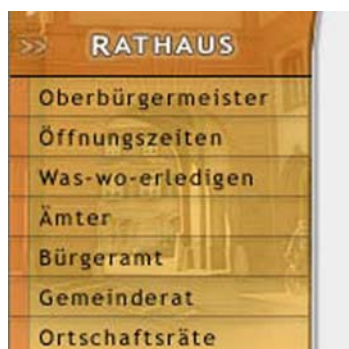 >> RATHAUS
Oberbürgermeister
Öffnungszeiten
Was-wo-erledigen
Ämter
Bürgeramt
Gemeinderat
Ortschaftsräte